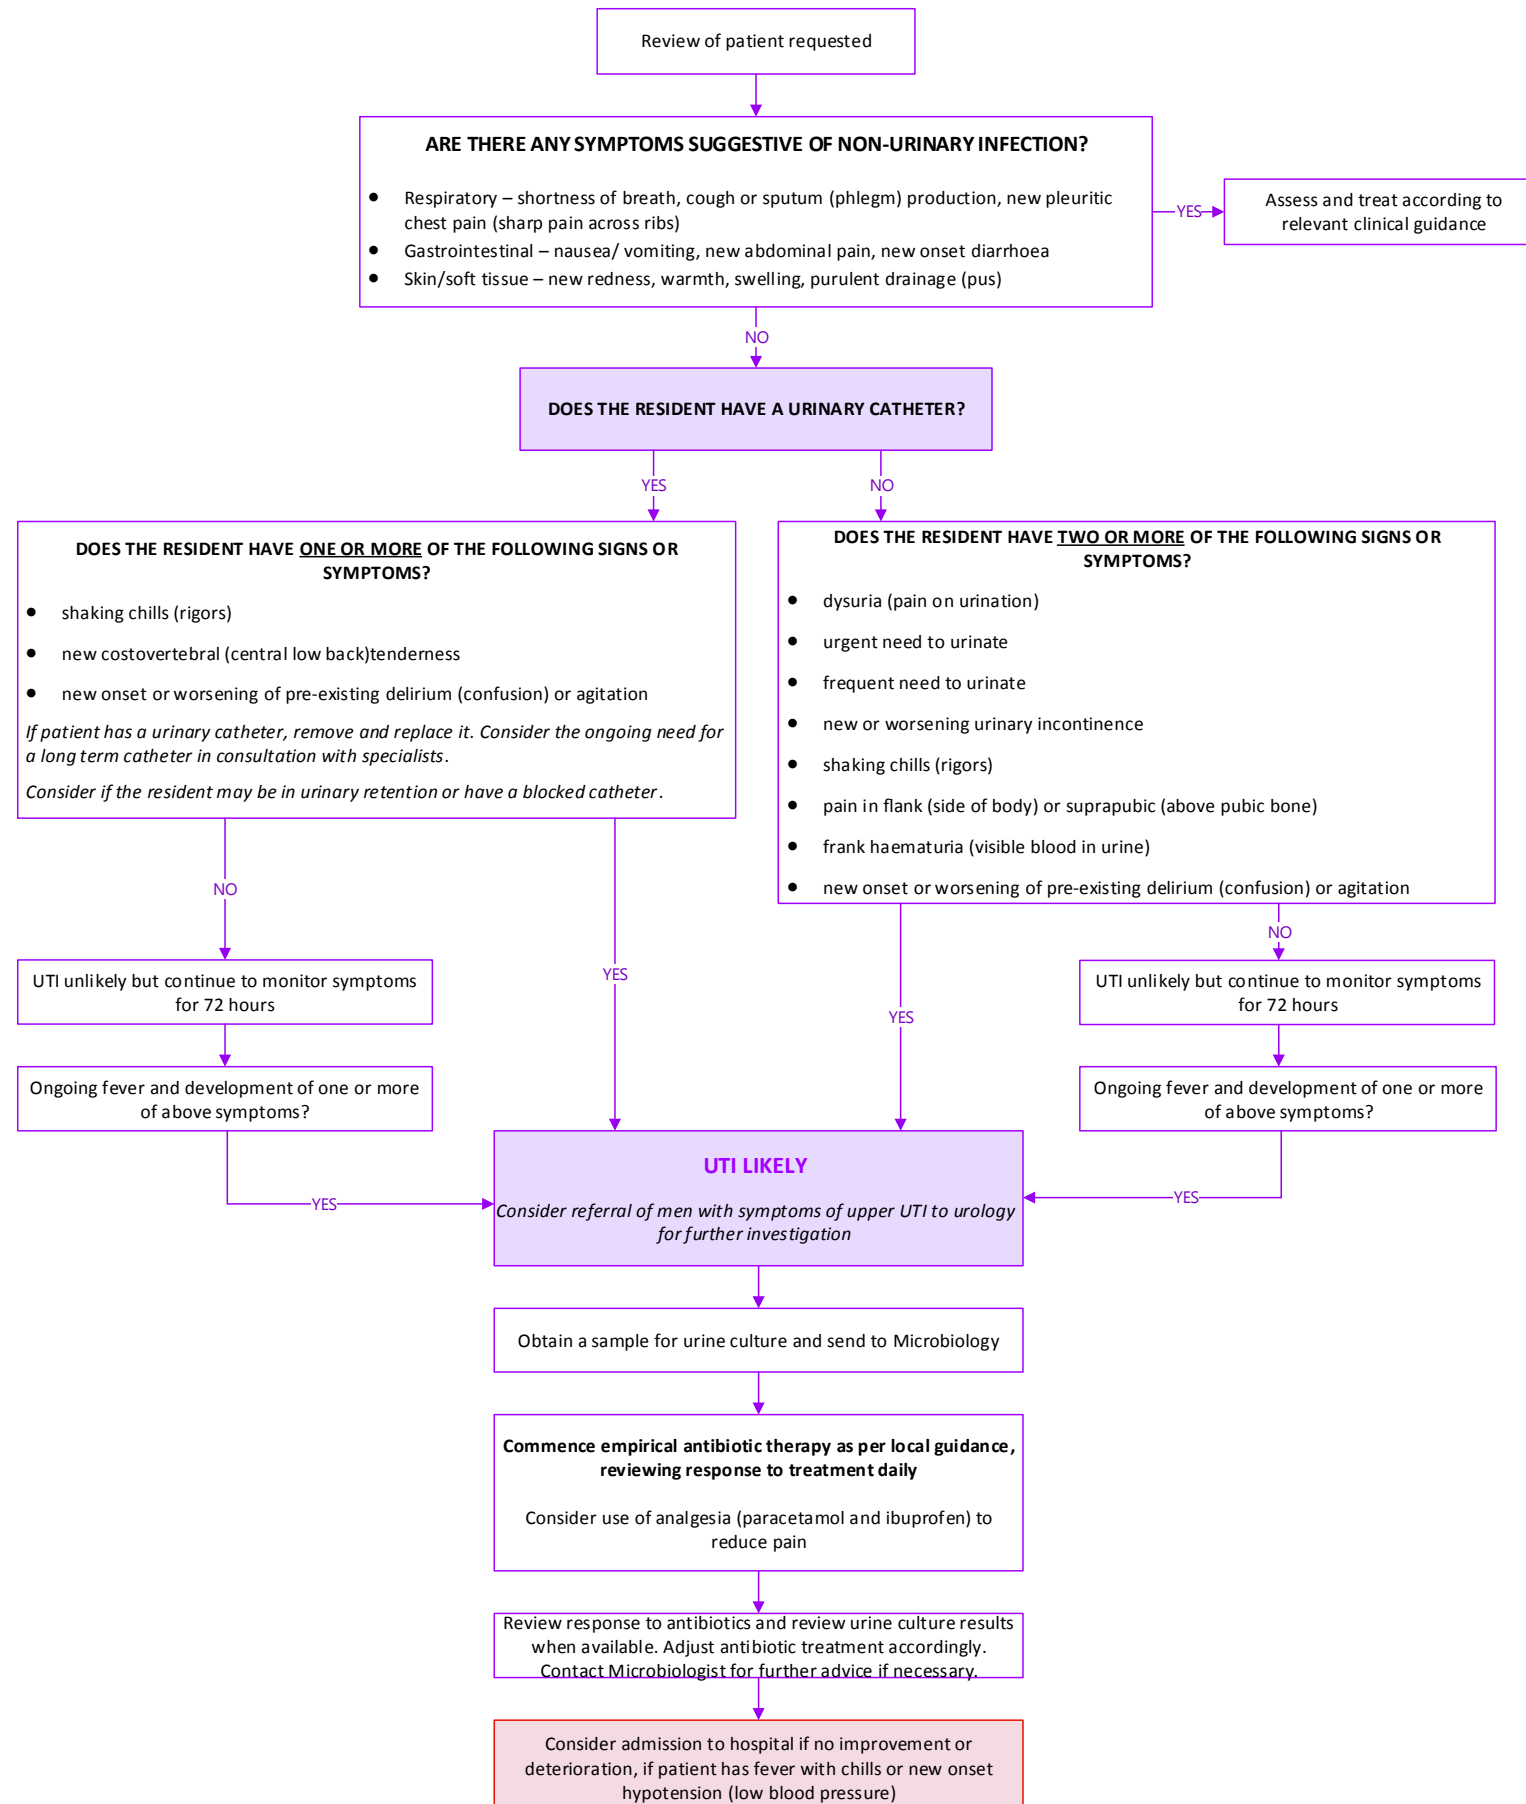 Review of patient requested
ARE THERE ANY SYMPTOMS SUGGESTIVE OF NON-URINARY INFECTION?
● Respiratory – shortness of breath, cough or sputum (phlegm) production, new pleuritic
chest pain (sharp pain across ribs)
● Gastrointestinal – nausea/ vomiting, new abdominal pain, new onset diarrhoea
● Skin/soft tissue – new redness, warmth, swelling, purulent drainage (pus)
YES
Assess and treat according to
relevant clinical guidance
NO
DOES THE RESIDENT HAVE A URINARY CATHETER?
YES
NO
DOES THE RESIDENT HAVE ONE OR MORE OF THE FOLLOWING SIGNS OR
SYMPTOMS?
● shaking chills (rigors)
● new costovertebral (central low back)tenderness
● new onset or worsening of pre-existing delirium (confusion) or agitation
If patient has a urinary catheter, remove and replace it. Consider the ongoing need for
a long term catheter in consultation with specialists.
Consider if the resident may be in urinary retention or have a blocked catheter.
DOES THE RESIDENT HAVE TWO OR MORE OF THE FOLLOWING SIGNS OR
SYMPTOMS?
● dysuria (pain on urination)
● urgent need to urinate
● frequent need to urinate
● new or worsening urinary incontinence
● shaking chills (rigors)
● pain in flank (side of body) or suprapubic (above pubic bone)
● frank haematuria (visible blood in urine)
● new onset or worsening of pre-existing delirium (confusion) or agitation
NO
YES
YES
NO
UTI unlikely but continue to monitor symptoms
for 72 hours
Ongoing fever and development of one or more
of above symptoms?
YES
UTI unlikely but continue to monitor symptoms
for 72 hours
Ongoing fever and development of one or more
of above symptoms?
YES
UTI LIKELY
Consider referral of men with symptoms of upper UTI to urology
for further investigation
Obtain a sample for urine culture and send to Microbiology
Commence empirical antibiotic therapy as per local guidance,
reviewing response to treatment daily
Consider use of analgesia (paracetamol and ibuprofen) to
reduce pain
Review response to antibiotics and review urine culture results
when available. Adjust antibiotic treatment accordingly.
Contact Microbiologist for further advice if necessary.
Consider admission to hospital if no improvement or
deterioration, if patient has fever with chills or new onset
hypotension (low blood pressure)